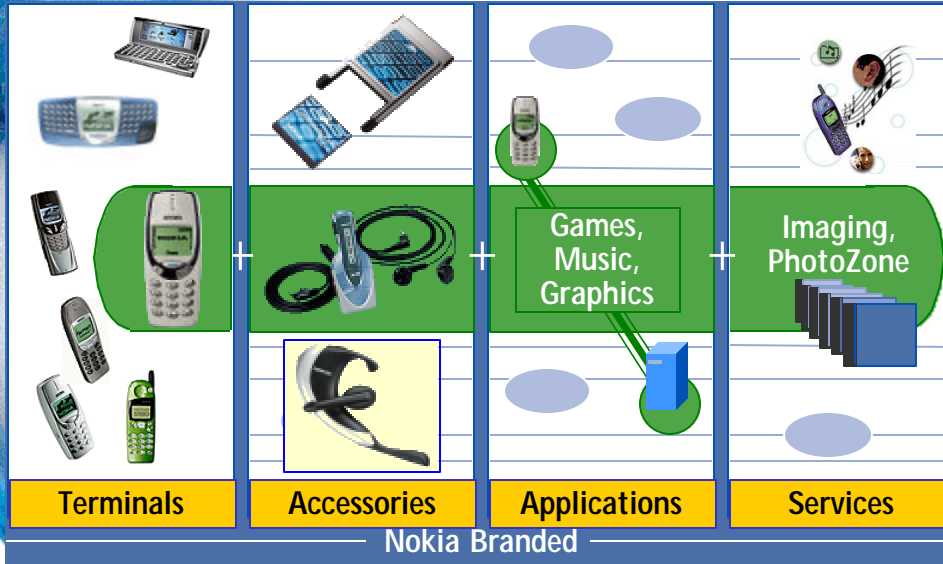 +
+
+
Games,
Music,
Graphics
Imaging,
PhotoZone
Terminals
Accessories
Applications
Services
Nokia Branded